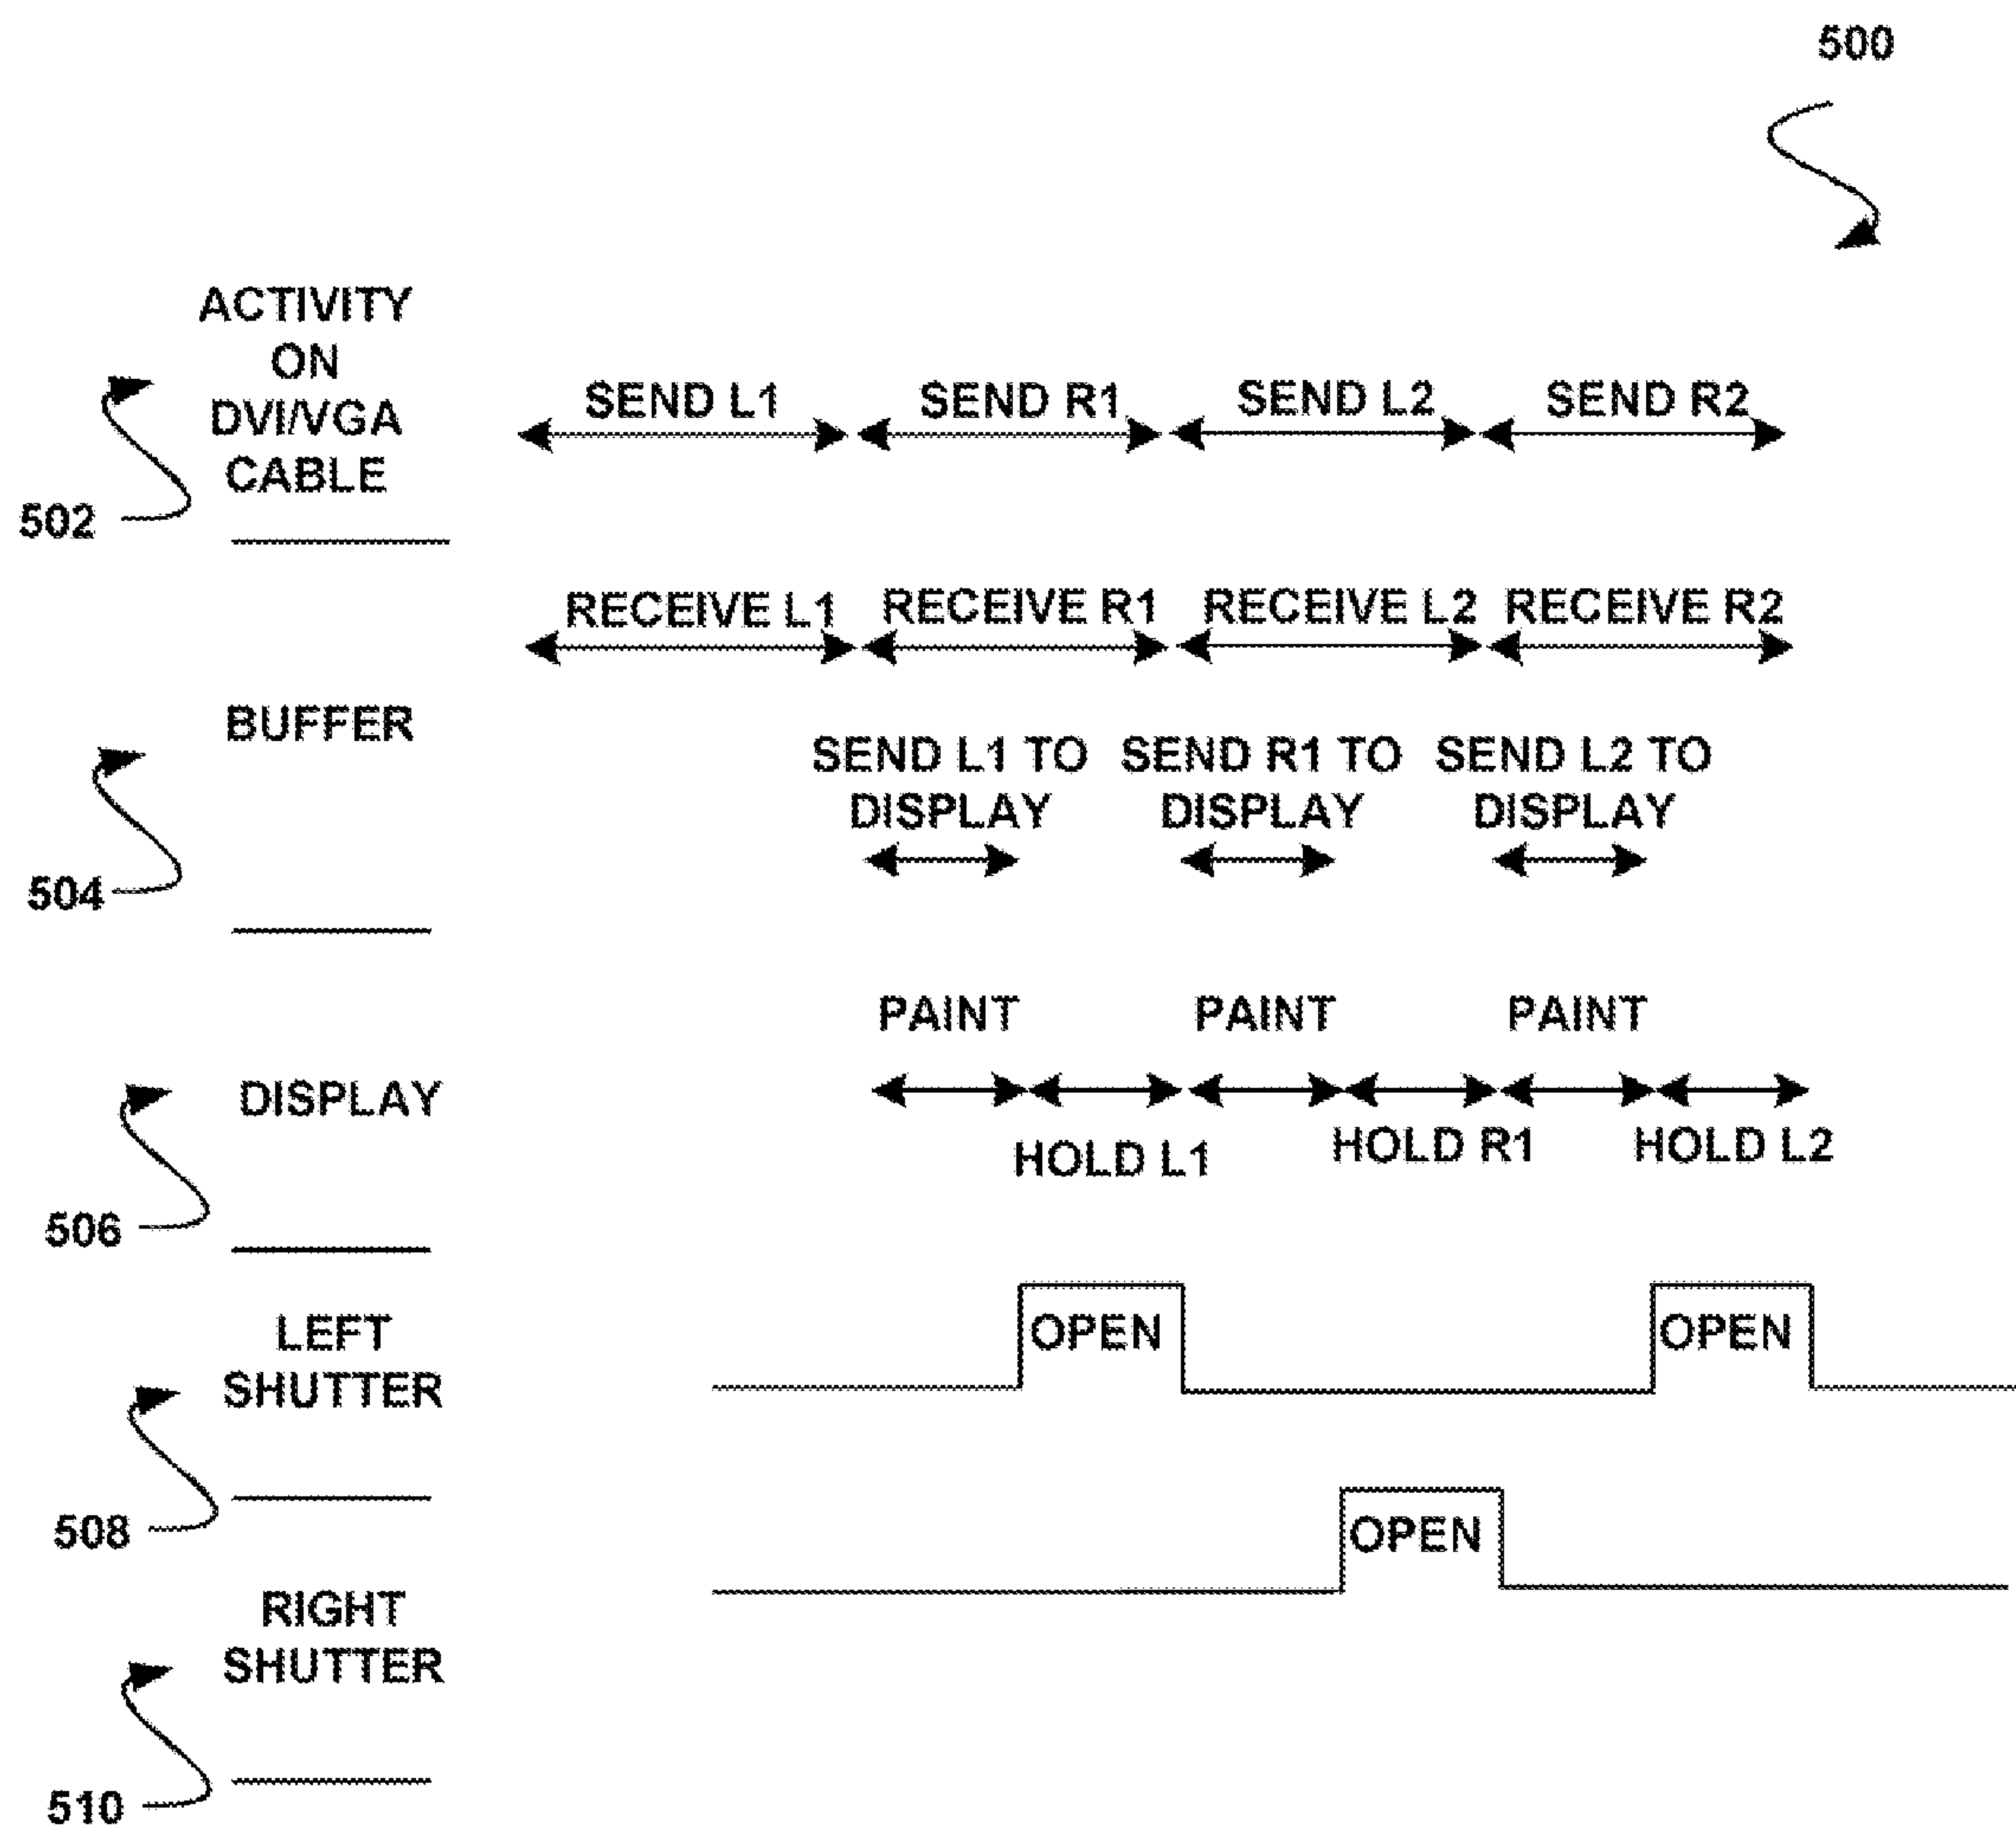 500
ACTIVITY
ON
DVI/VGA
CABLE
502
SEND L1 SEND R1 SEND L2 SEND R2
RECEIVE L1 RECEIVE R1 RECEIVE L2 RECEIVE R2
BUFFER
504
SEND L1 TO
DISPLAY
SEND R1 TO
DISPLAY
SEND L2 TO
DISPLAY
PAINT PAINT PAINT
DISPLAY
506
HOLD L1 HOLD R1 HOLD L2
LEFT
SHUTTER
508
OPEN OPEN
OPEN
RIGHT
SHUTTER
510